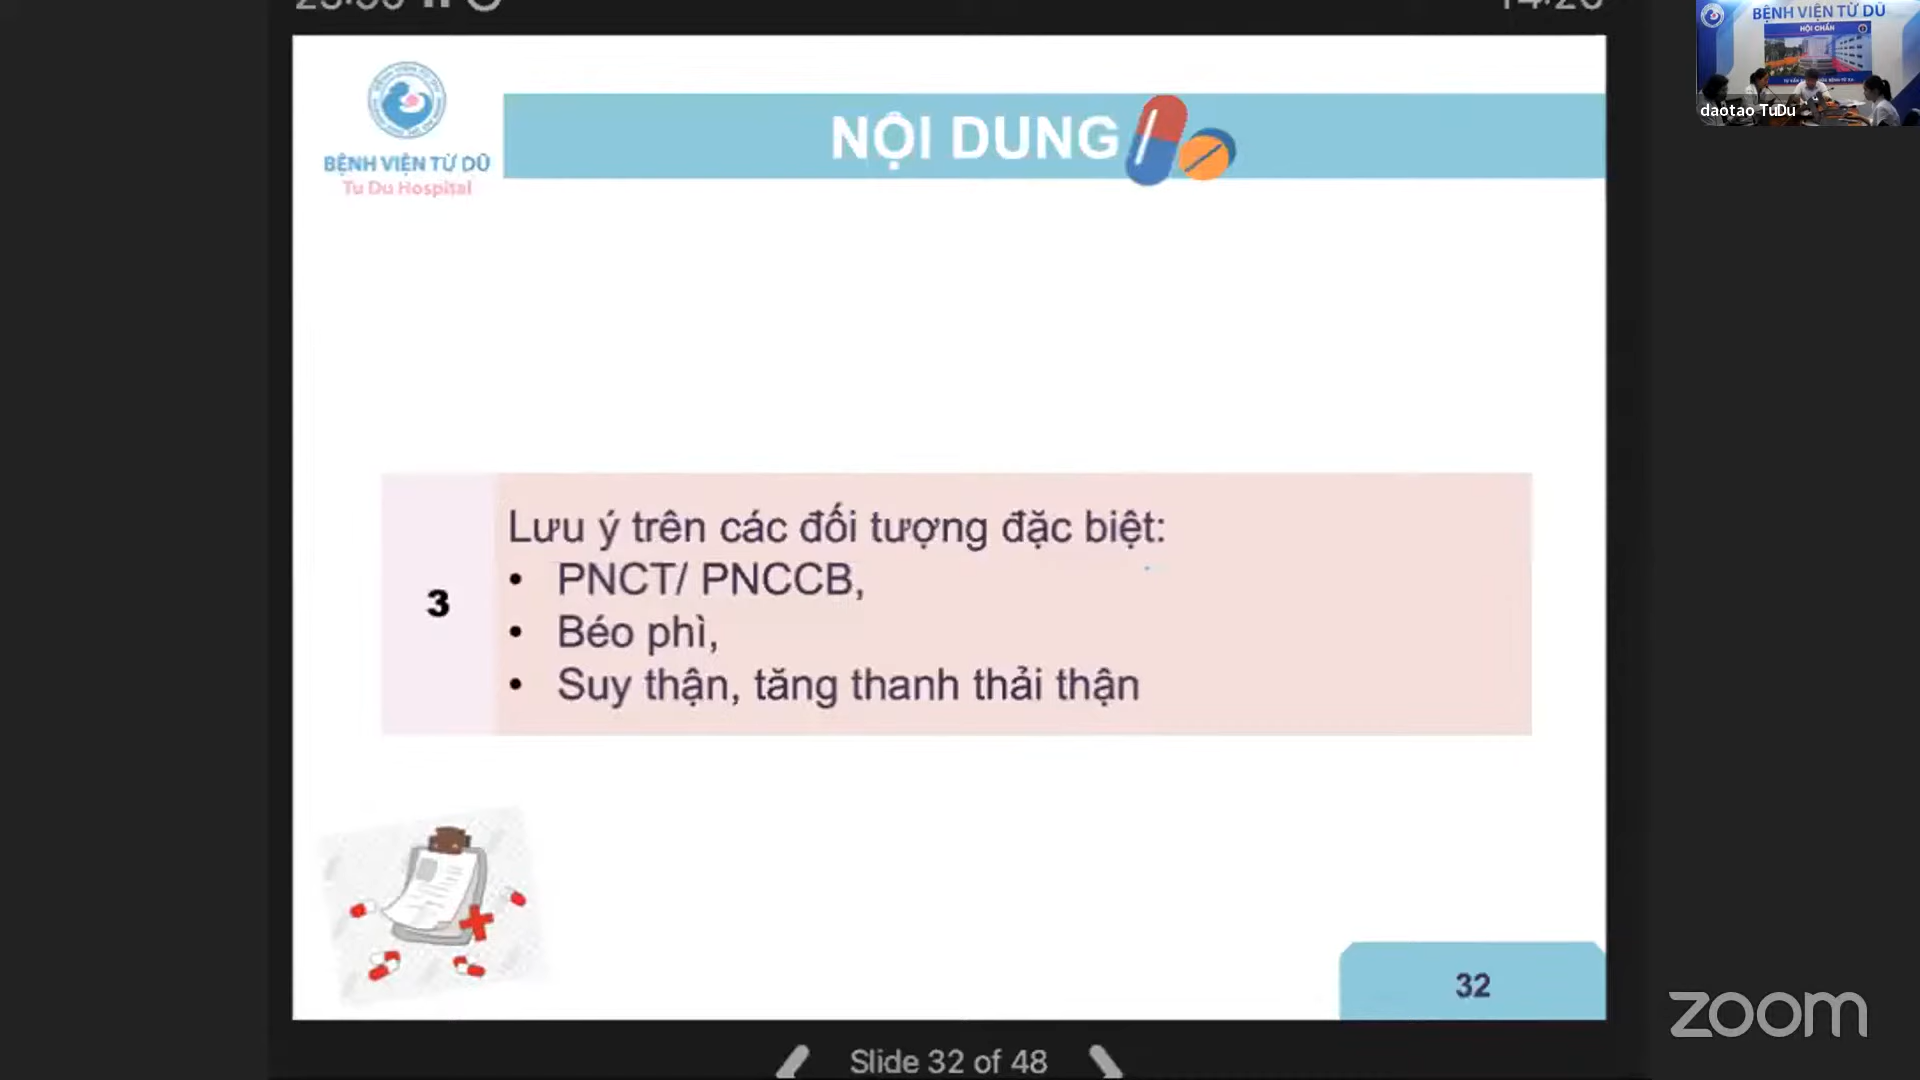 BỆNH VIỆN TỪ DŨ
HỘI CHẨN
daotao TuDu
BỆNH VIỆN TỪ DŨ
Tu Du Hospital
NỘI DUNG
3
Lưu ý trên các đối tượng đặc biệt:
• PNCT/ PNCCB,
• Béo phì,
• Suy thận, tăng thanh thải thận
32
Slide 32 of 48
zoom